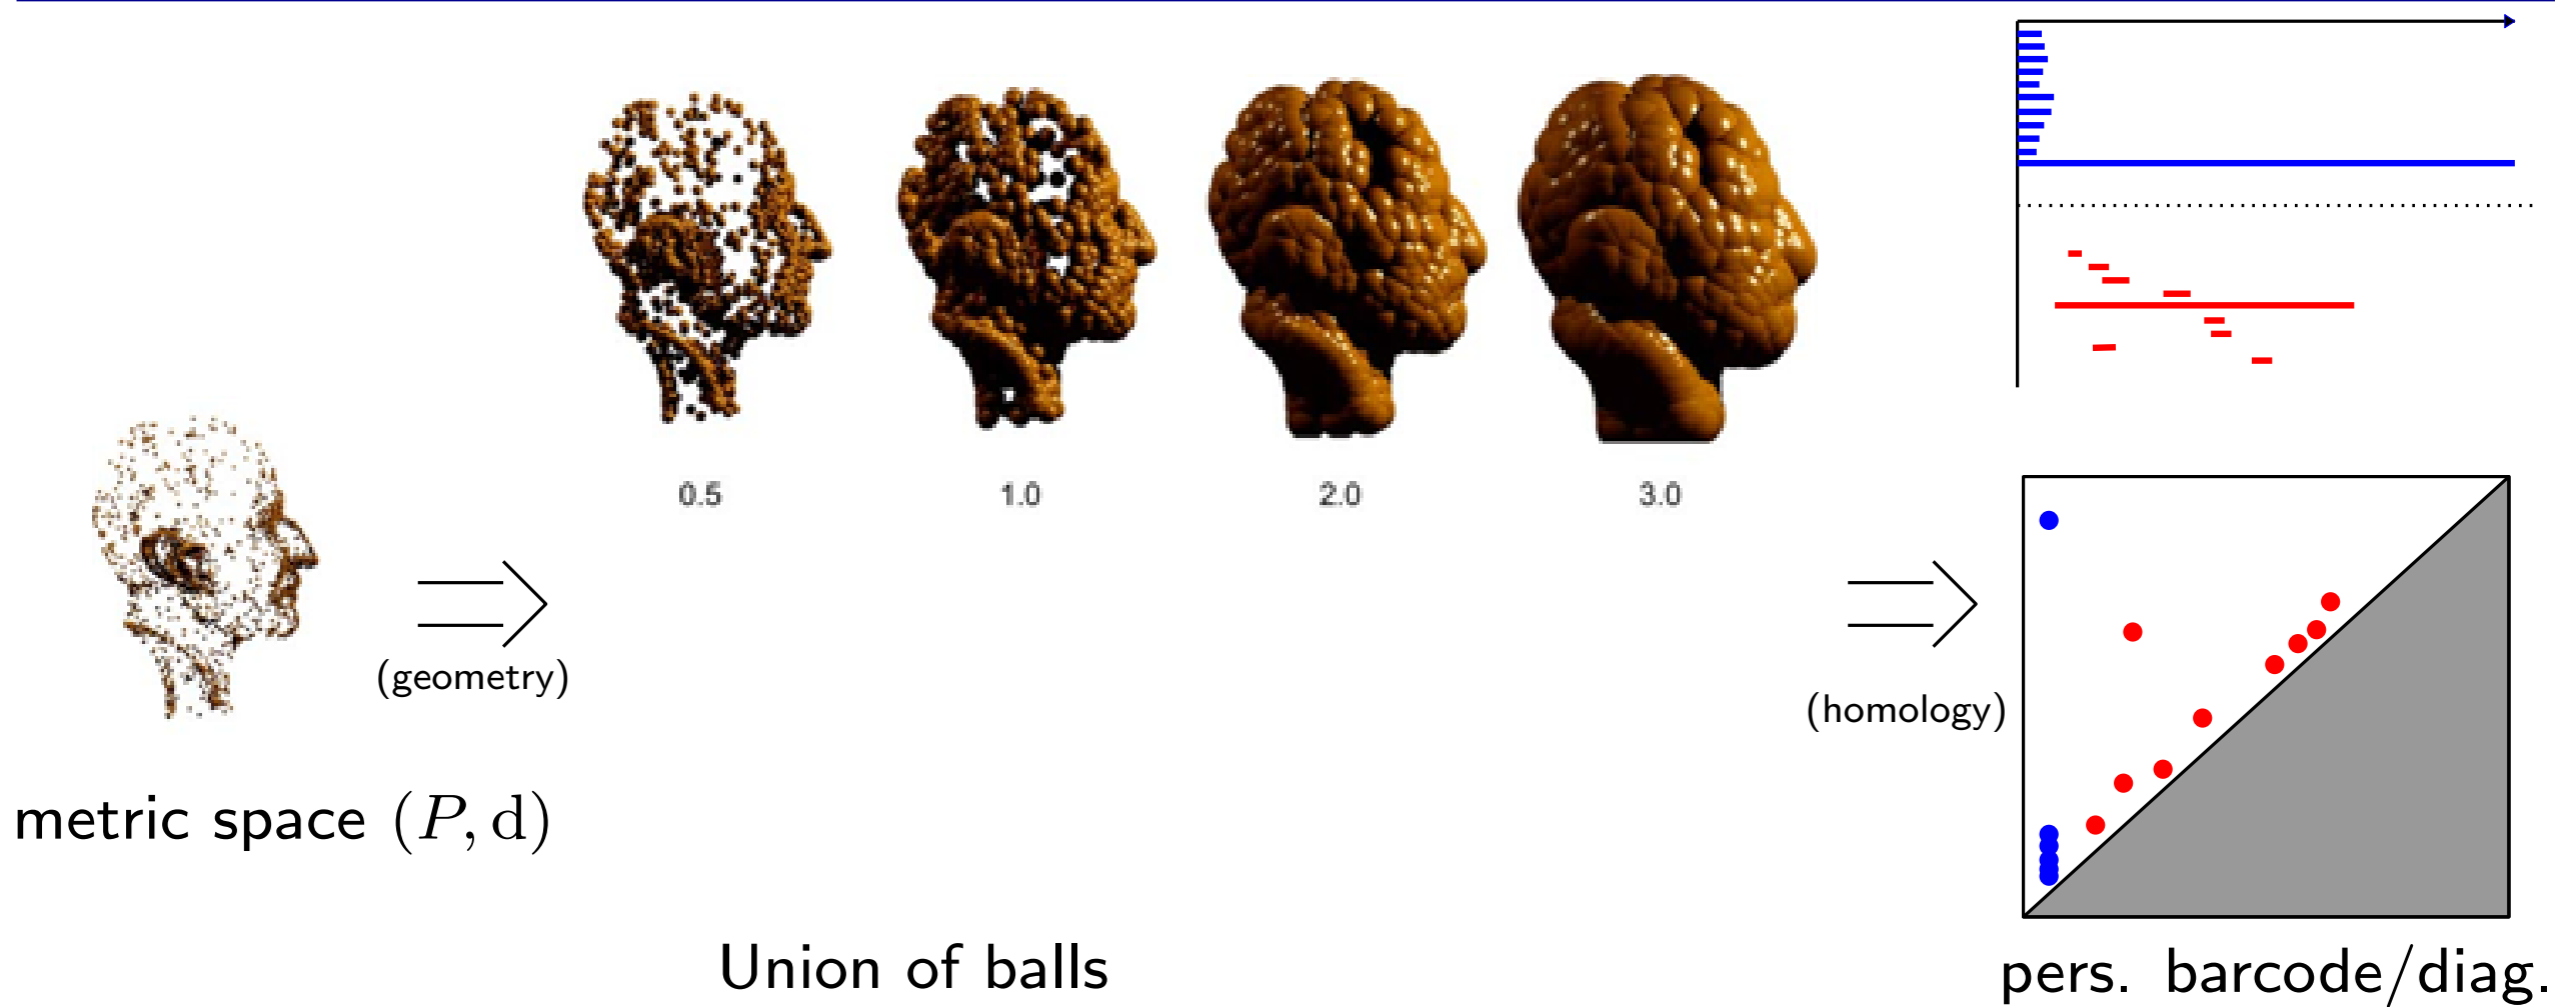 0.5 1.0 2.0 3.0
(geometry)
(homology)
metric space (P, d)
Union of balls
pers. barcode/diag.